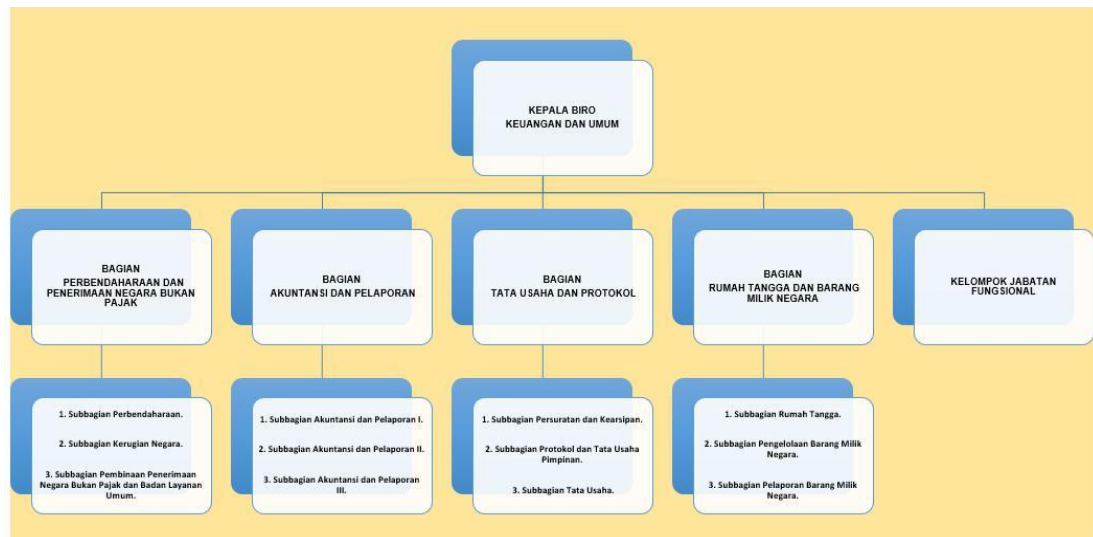 KEPALA BIRO
KEUANGAN DAN UMUM
BAGIAN
PERBENDAHARAAN DAN
PENERIMAAN NEGARA BUKAN
PAJAK
BAGIAN
AKUNTANSI DAN PELAPORAN
BAGIAN
TATA USAHA DAN PROTOKOL
BAGIAN
RUMAH TANGGA DAN BARANG
MILIK NEGARA
KELOMPOK JABATAN
FUNGSIONAL
1. Subbagian Perbendaharaan.
2. Subbagian Kerugian Negara.
3. Subbagian Pembinaan Penerimaan
Negara Bukan Pajak dan Badan Layanan
Umum.
1. Subbagian Akuntansi dan Pelaporan I.
2. Subbagian Akuntansi dan Pelaporan II.
3. Subbagian Akuntansi dan Pelaporan
III.
1. Subbagian Persuratan dan Kearsipan.
2. Subbagian Protokol dan Tata Usaha
Pimpinan.
3. Subbagian Tata Usaha.
1. Subbagian Rumah Tangga.
2. Subbagian Pengelolaan Barang Milik
Negara.
3. Subbagian Pelaporan Barang Milik
Negara.